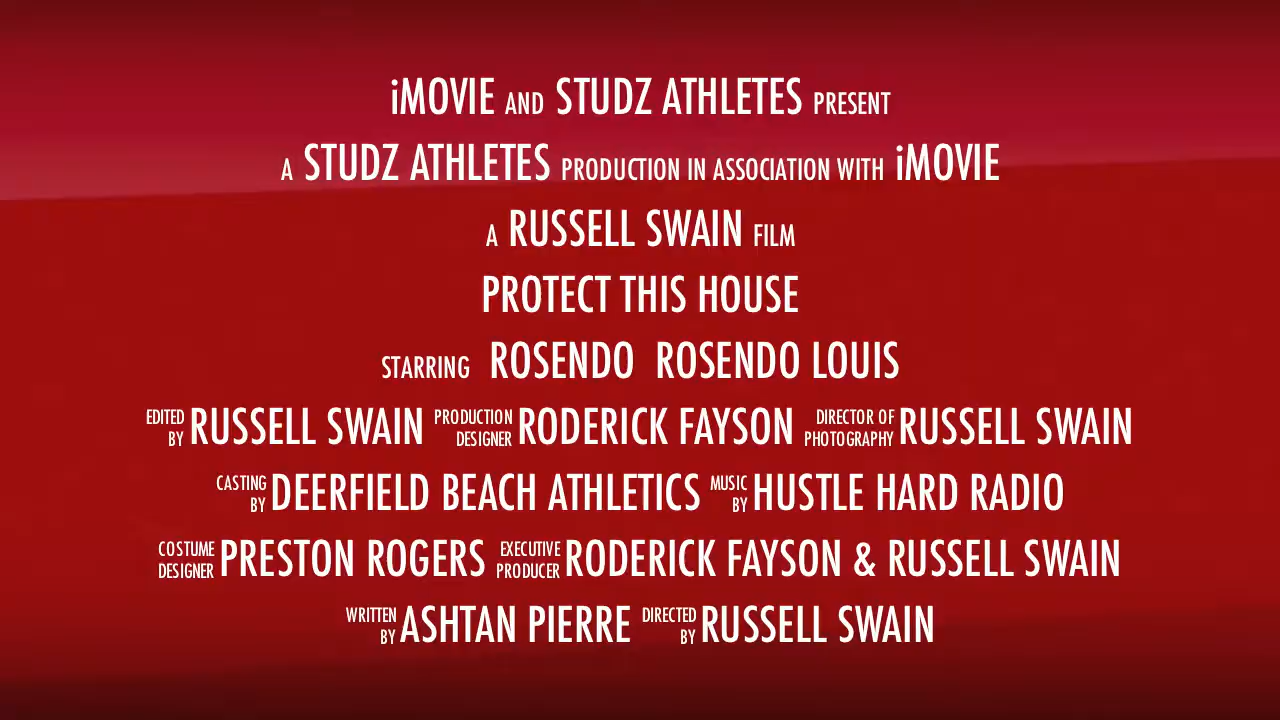 iMOVIE AND STUDZ ATHLETES PRESENT
A STUDZ ATHLETES PRODUCTION IN ASSOCIATION WITH iMOVIE
A RUSSELL SWAIN FILM
PROTECT THIS HOUSE
STARRING ROSENDO ROSENDO LOUIS
EDITED BY RUSSELL SWAIN PRODUCTION DESIGNER RODERICK FAYSON DIRECTOR OF PHOTOGRAPHY RUSSELL SWAIN
CASTING BY DEERFIELD BEACH ATHLETICS MUSIC BY HUSTLE HARD RADIO
COSTUME DESIGNER PRESTON ROGERS EXECUTIVE PRODUCER RODERICK FAYSON & RUSSELL SWAIN
WRITTEN BY ASHTAN PIERRE DIRECTED BY RUSSELL SWAIN